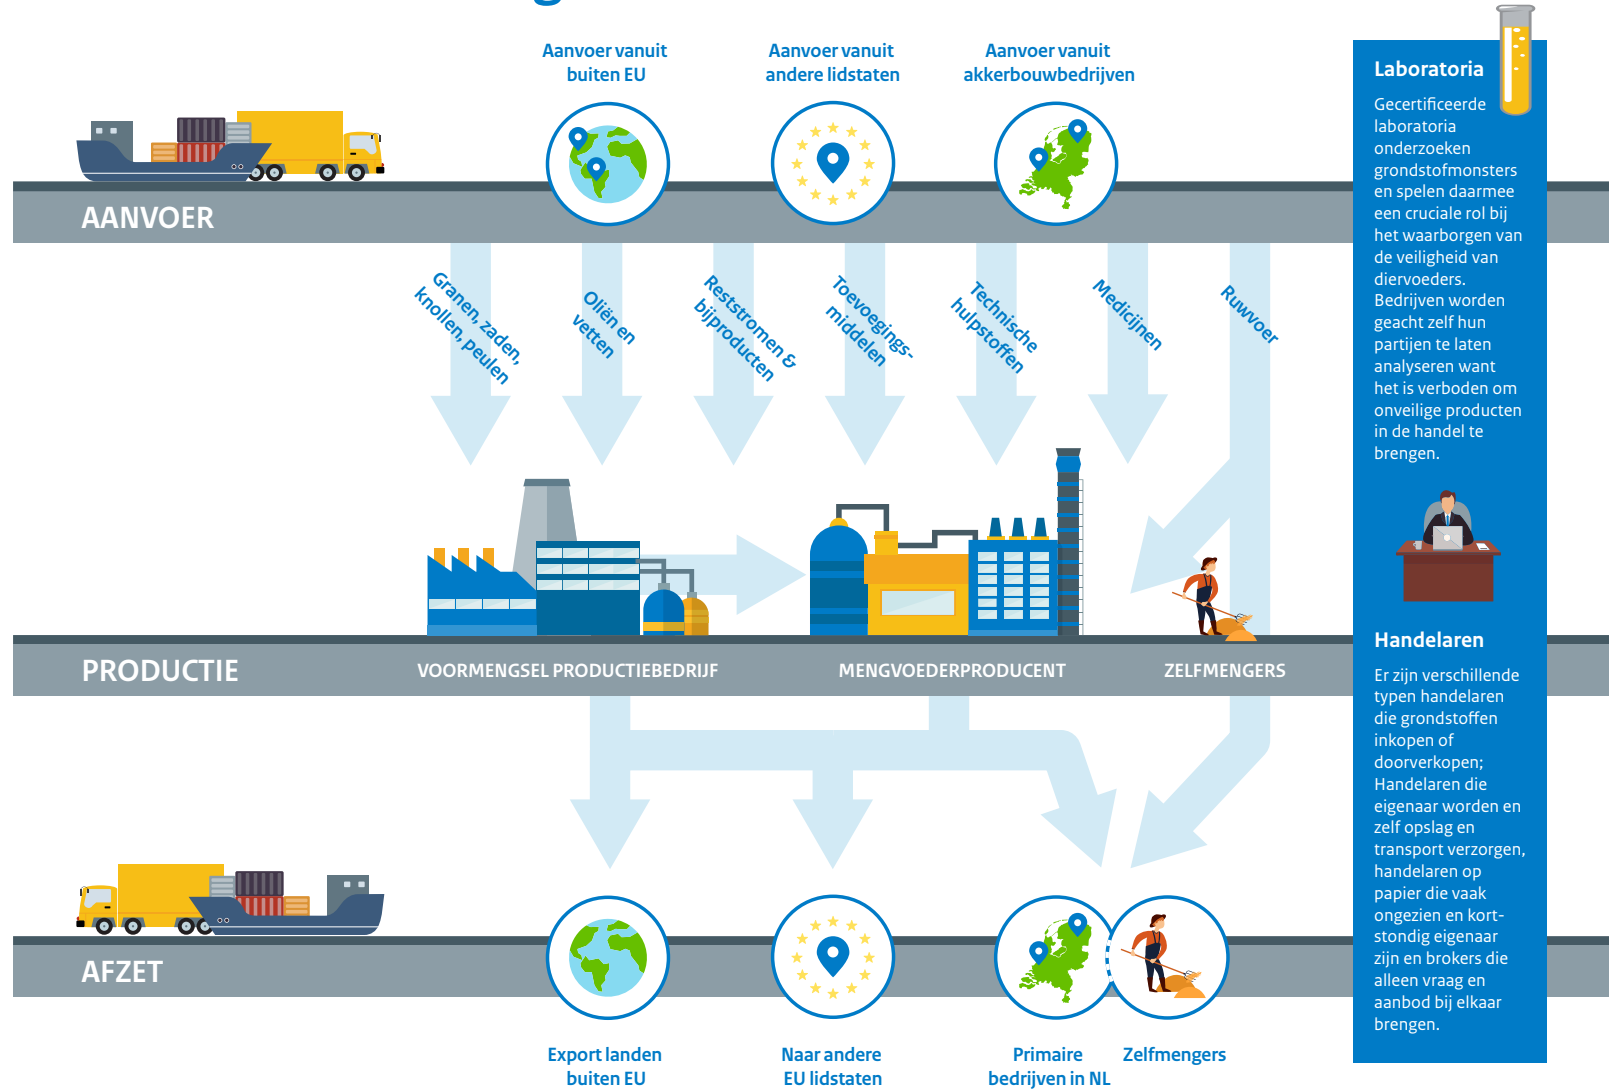 Aanvoer vanuit
buiten EU
Aanvoer vanuit
andere lidstaten
Aanvoer vanuit
akkerbouwbedrijven
AANVOER
Granen, zaden,
knollen, peulen
Oliën en
vetten
Reststromen &
bijproducten
Toevoegings-
middelen
Technische
hulpstoffen
Medicijnen
Ruwvoer
PRODUCTIE
VOORMENGSEL PRODUCTIEBEDRIJF
MENGVOEDERPRODUCENT
ZELFMENGERS
AFZET
Export landen
buiten EU
Naar andere
EU lidstaten
Primaire
bedrijven in NL
Zelfmengers
Laboratoria
Gecertificeerde
laboratoria
onderzoeken
grondstofmonsters
en spelen daarmee
een cruciale rol bij
het waarborgen van
de veiligheid van
diervoeders.
Bedrijven worden
geacht zelf hun
partijen te laten
analyseren want
het is verboden om
onveilige producten
in de handel te
brengen.
Handelaren
Er zijn verschillende
typen handelaren
die grondstoffen
inkopen of
doorverkopen;
Handelaren die
eigenaar worden en
zelf opslag en
transport verzorgen,
handelaren op
papier die vaak
ongezien en kort-
stondig eigenaar
zijn en brokers die
alleen vraag en
aanbod bij elkaar
brengen.